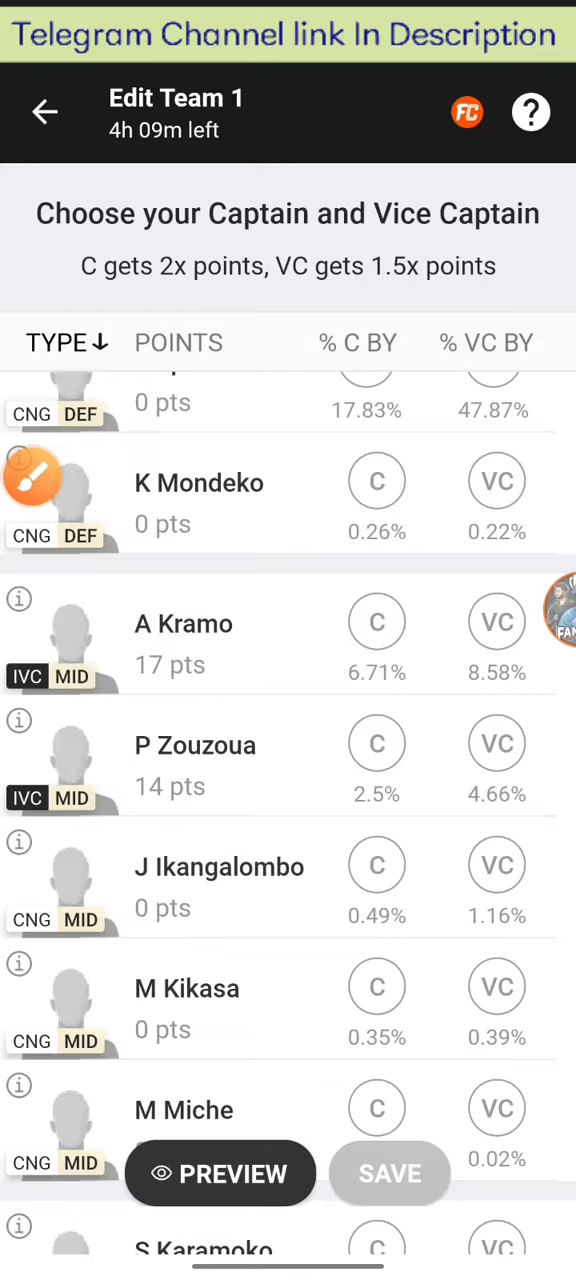 Telegram Channel link In Description
Edit Team 1
4h 09m left
FC
?
Choose your Captain and Vice Captain
C gets 2x points, VC gets 1.5x points
TYPE↓ POINTS % C BY % VC BY
0 pts
CNG DEF 17.83% 47.87%
K Mondeko C VC
0 pts
CNG DEF 0.26% 0.22%
A Kramo C VC
17 pts
IVC MID 6.71% 8.58%
P Zouzoua C VC
14 pts
IVC MID 2.5% 4.66%
J Ikangalombo C VC
0 pts
CNG MID 0.49% 1.16%
M Kikasa C VC
0 pts
CNG MID 0.35% 0.39%
M Miche C VC
CNG MID 0.02%
PREVIEW SAVE
S Karamoko C VC